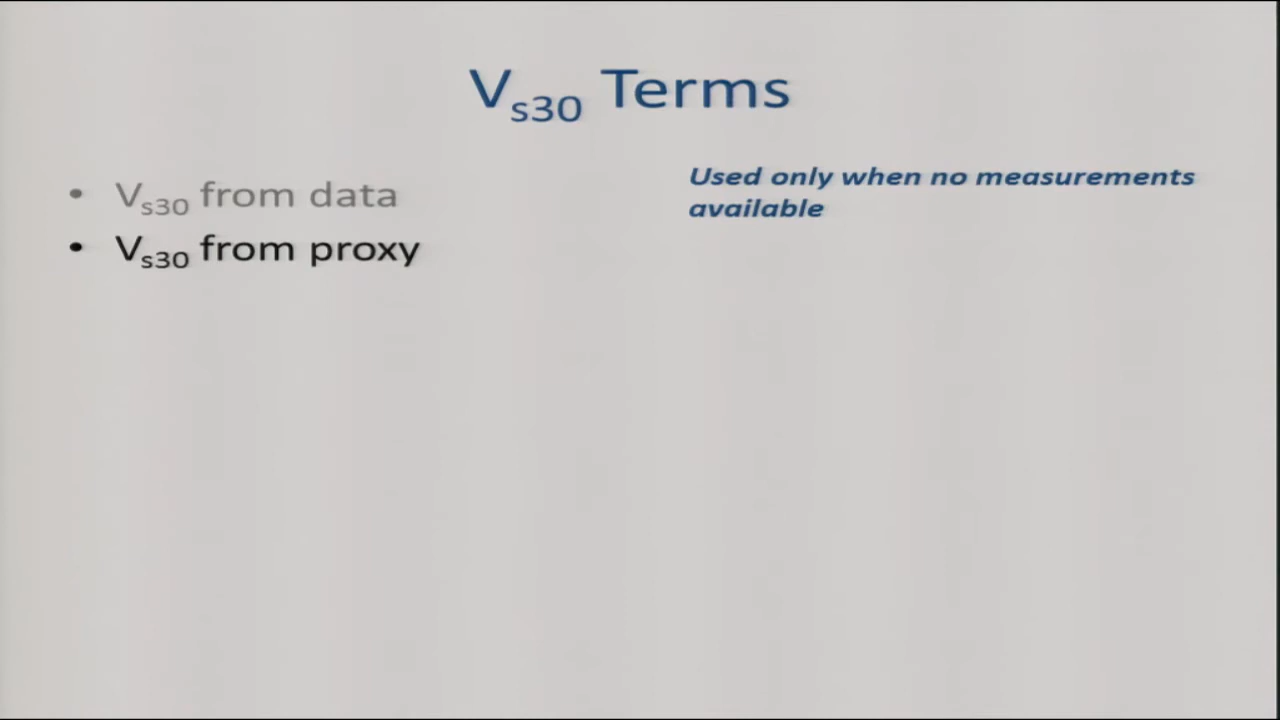 Vs30 Terms
• Vs30 from data
• Vs30 from proxy
Used only when no measurements
available